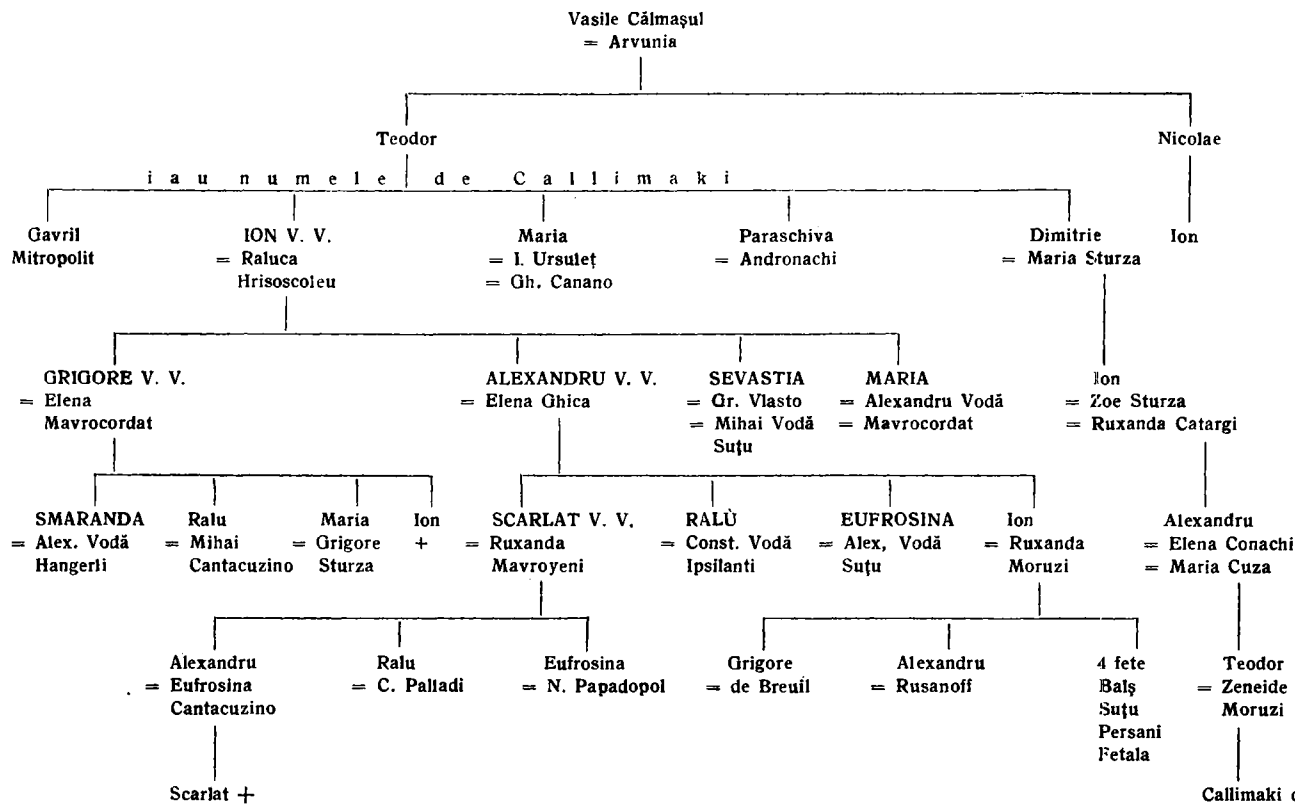 Vasile Călmaşul
= Arvunia
Teodor
Nicolae
iau numele de Callimaki
Gavril
Mitropolit
ION V. V.
= Raluca
Hrisoscoleu
Maria
= I. Ursuleţ
= Gh. Canano
Paraschiva
= Andronachi
Dimitrie
= Maria Sturza
Ion
GRIGORE V. V.
= Elena
Mavrocordat
ALEXANDRU V. V.
= Elena Ghica
SEVASTIA
= Gr. Vlasto
= Mihai Vodă
Suţu
MARIA
= Alexandru Vodă
= Mavrocordat
Ion
= Zoe Sturza
= Ruxanda Catargi
SMARANDA
= Alex. Vodă
Hangerli
Ralu
= Mihai
Cantacuzino
Maria
= Grigore
Sturza
Ion
+
SCARLAT V. V.
= Ruxanda
Mavroyeni
RALÙ
= Const. Vodă
Ipsilanti
EUFROSINA
= Alex, Vodă
Suţu
Ion
= Ruxanda
Moruzi
Alexandru
= Elena Conachi
= Maria Cuza
Alexandru
= Eufrosina
Cantacuzino
Ralu
= C. Palladi
Eufrosina
= N. Papadopol
Grigore
= de Breuil
Alexandru
= Rusanoff
4 fete
Balş
Suţu
Persani
Fetala
Teodor
= Zeneide
Moruzi
Scarlat +
Callimaki